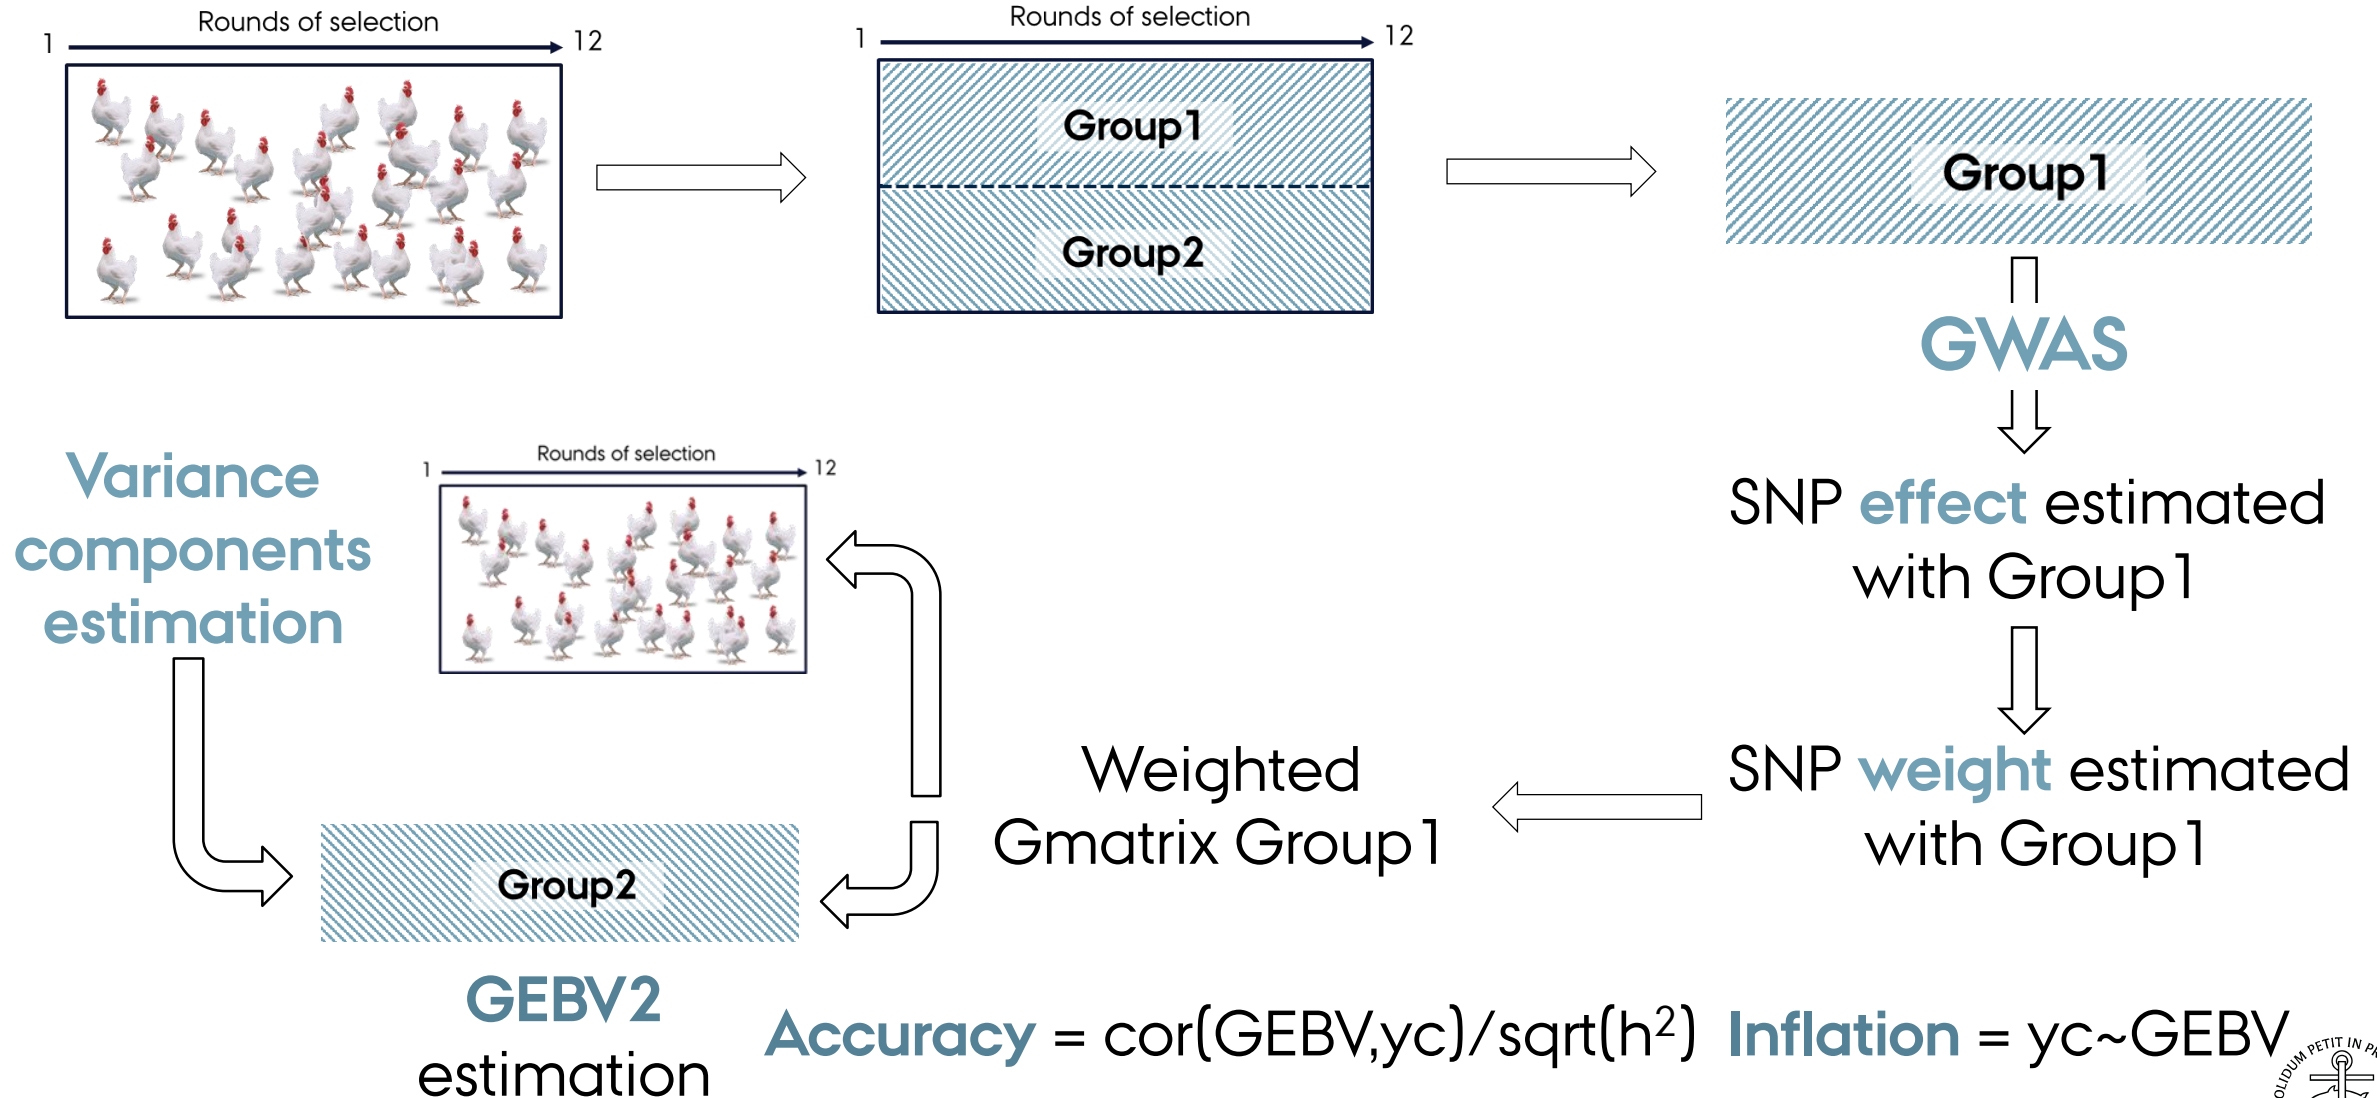 Rounds of selection
1 12
Rounds of selection
1 12
Group1
Group2
Group1
GWAS
SNP effect estimated
with Group1
SNP weight estimated
with Group1
Weighted
Gmatrix Group1
Rounds of selection
1 12
Variance
components
estimation
Group2
GEBV2
estimation
Accuracy = cor(GEBV,yc)/sqrt(h²)
Inflation = yc~GEBV
PETIT IN